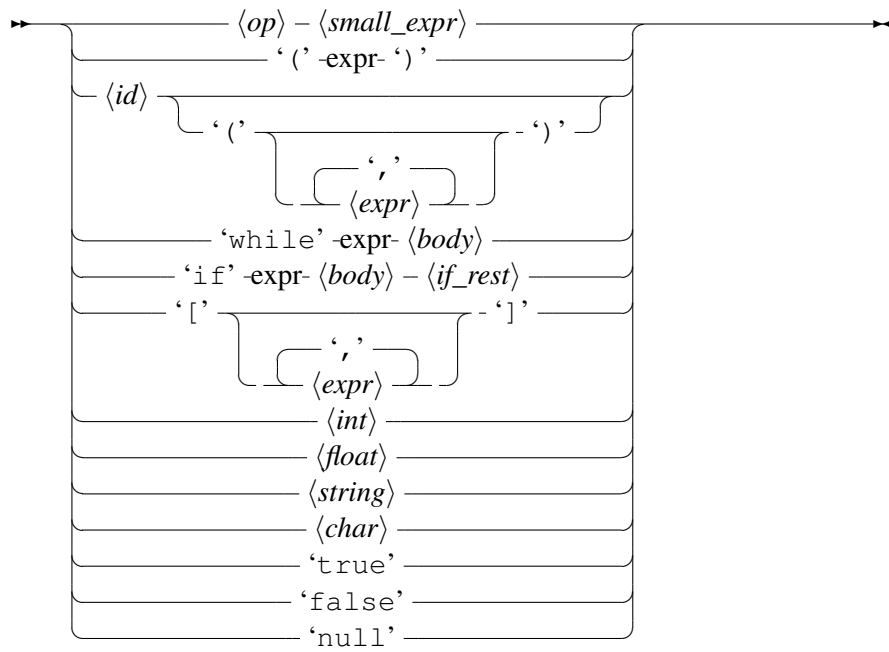 ⟨op⟩ – ⟨small_expr⟩
‘(’ -expr- ‘)’
⟨id⟩
‘(’ - ‘)’
‘,’
⟨expr⟩
‘while’ -expr- ⟨body⟩
‘if’ -expr- ⟨body⟩ – ⟨if_rest⟩
‘[’ - ‘]’
‘,’
⟨expr⟩
⟨int⟩
⟨float⟩
⟨string⟩
⟨char⟩
‘true’
‘false’
‘null’